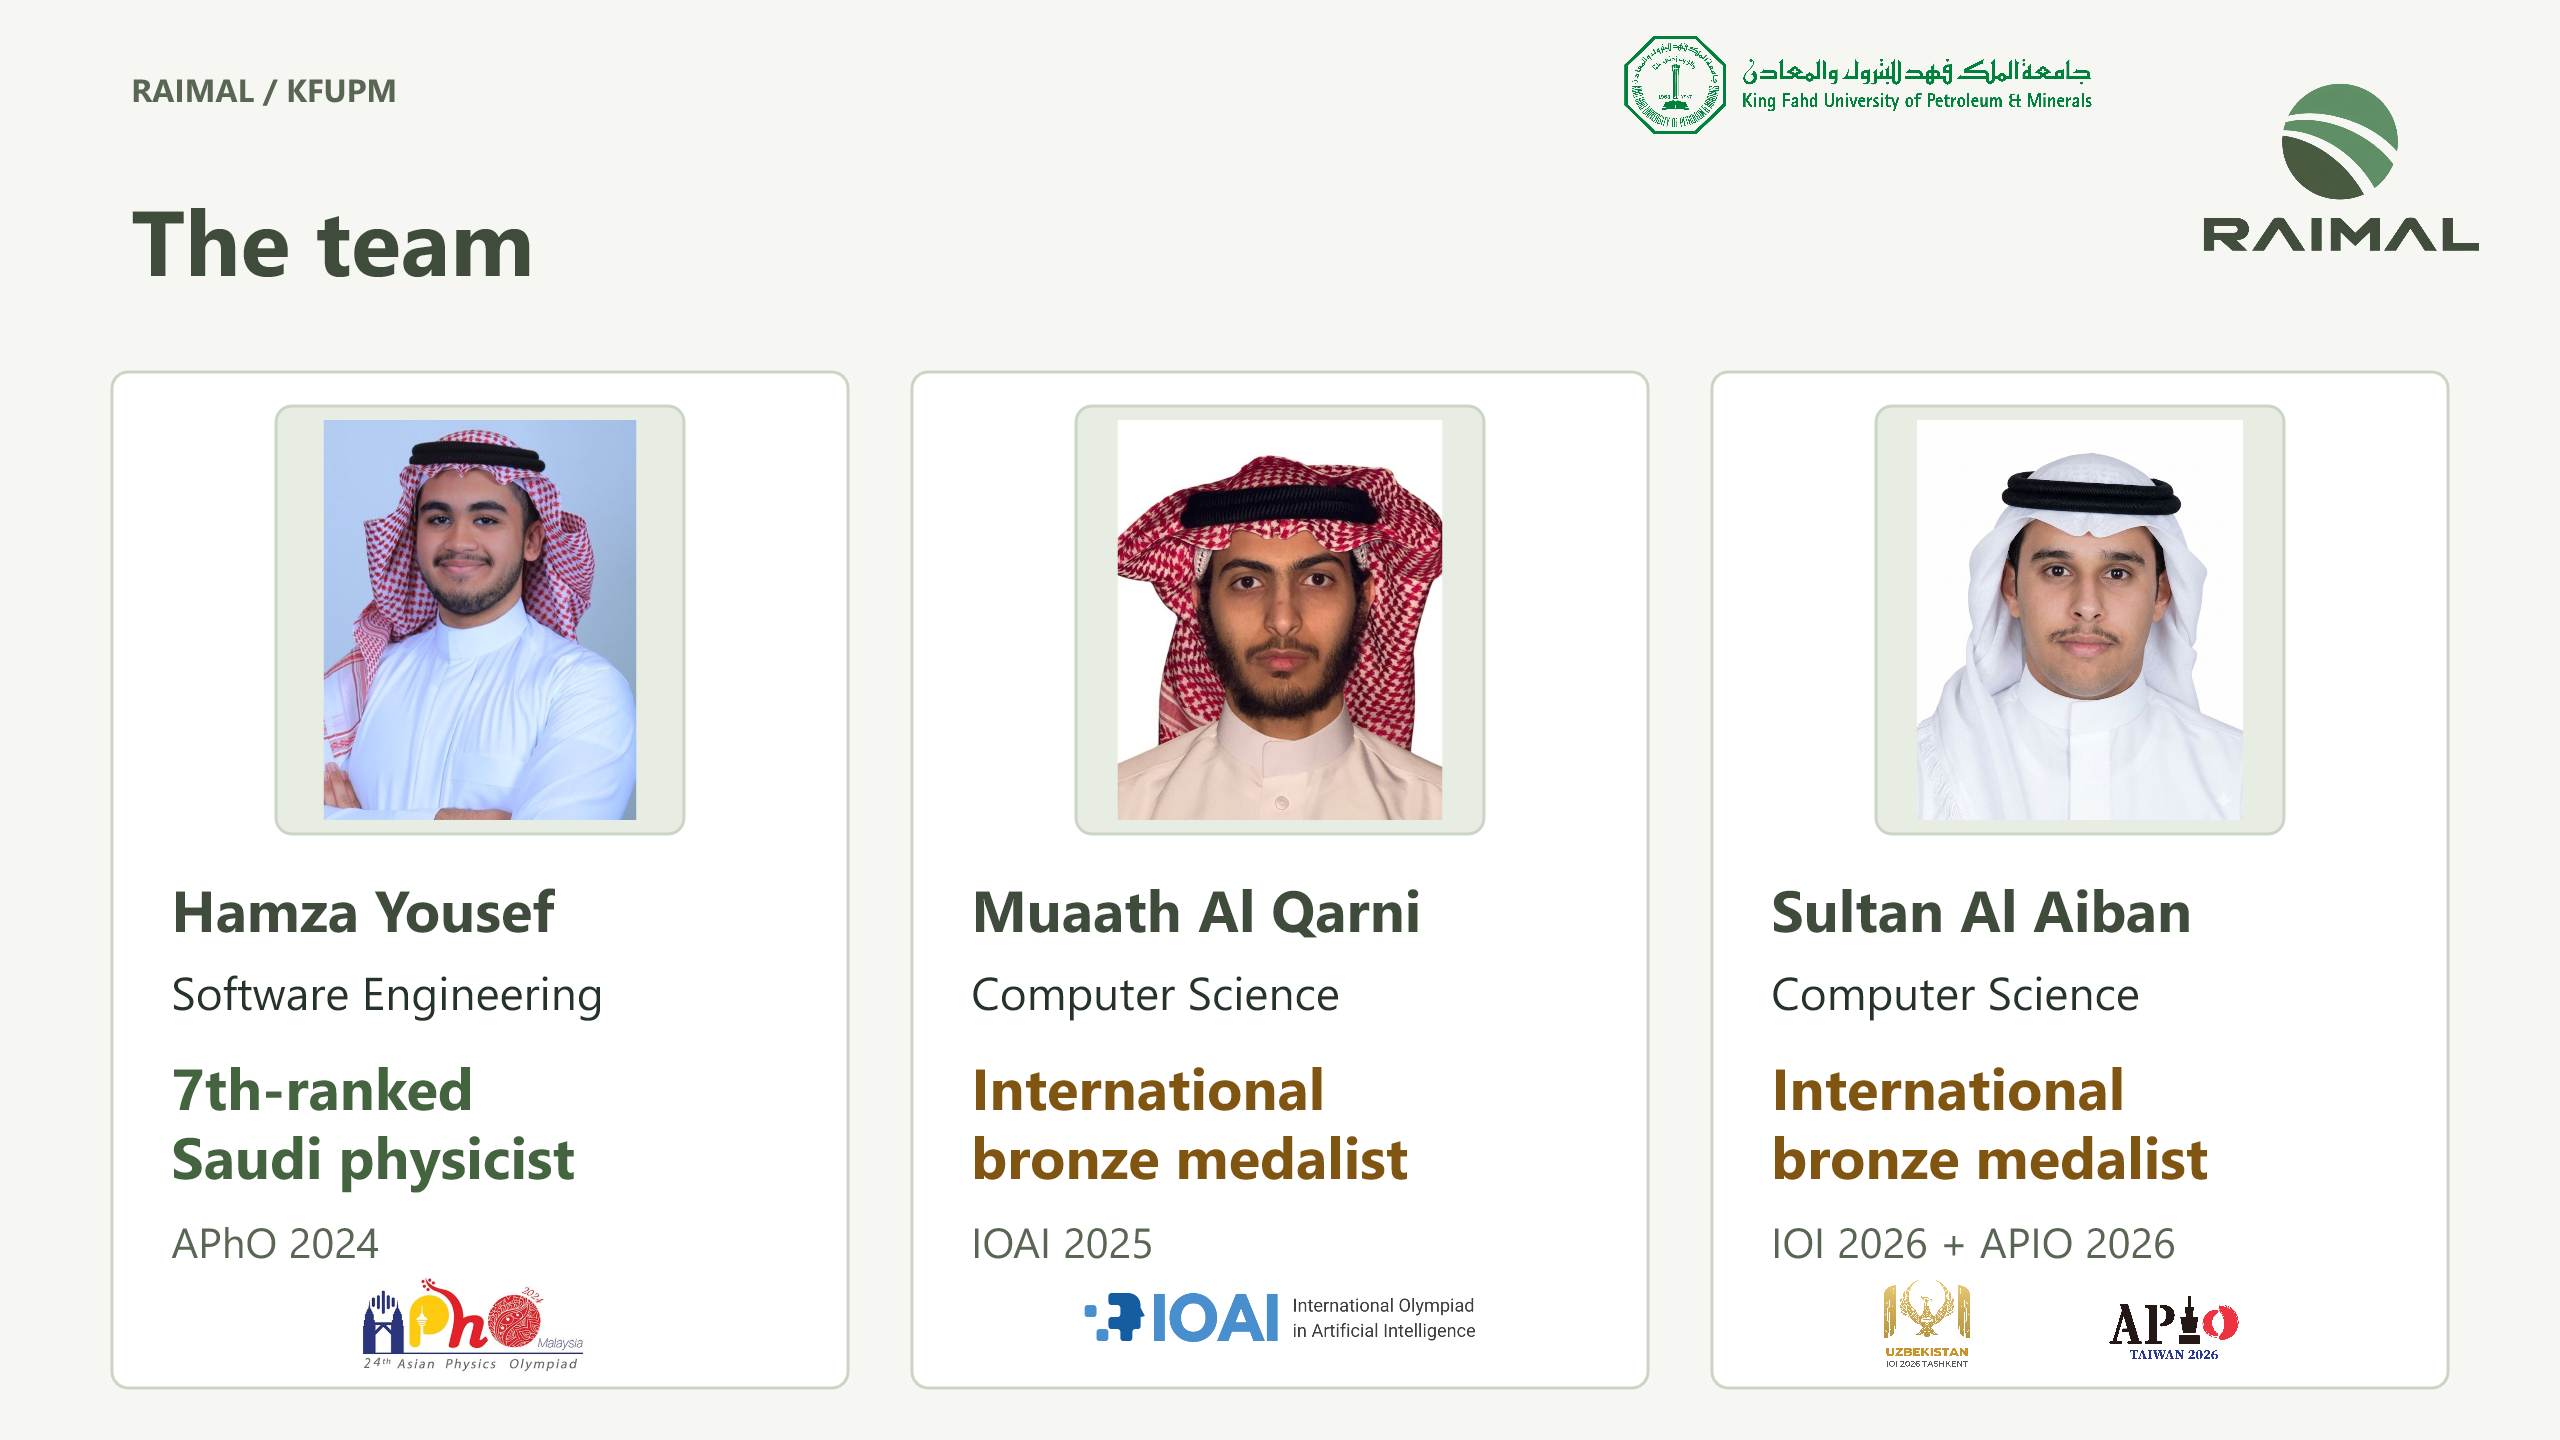 RAIMAL / KFUPM
جامعة الملك فهد للبترول والمعادن
King Fahd University of Petroleum & Minerals
RAIMAL
The team
Hamza Yousef
Software Engineering
7th-ranked
Saudi physicist
APhO 2024
APhO 2024
Malaysia
24th Asian Physics Olympiad
Muaath Al Qarni
Computer Science
International
bronze medalist
IOAI 2025
IOAI International Olympiad
in Artificial Intelligence
Sultan Al Aiban
Computer Science
International
bronze medalist
IOI 2026 + APIO 2026
UZBEKISTAN
IOI 2026 TASHKENT
APIO
TAIWAN 2026